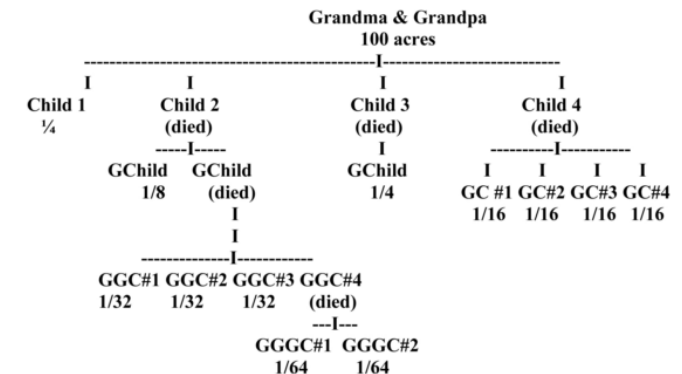 Grandma & Grandpa
100 acres
-----------------------------------------------I----------------------------
I I I I
Child 1 Child 2 Child 3 Child 4
¼ (died) (died) (died)
-----I----- I ----------I-----------
GChild GChild GChild I I I I
1/8 (died) 1/4 GC #1 GC#2 GC#3 GC#4
I 1/16 1/16 1/16 1/16
I
--------------I------------
GGC#1 GGC#2 GGC#3 GGC#4
1/32 1/32 1/32 (died)
---I---
GGGC#1 GGGC#2
1/64 1/64